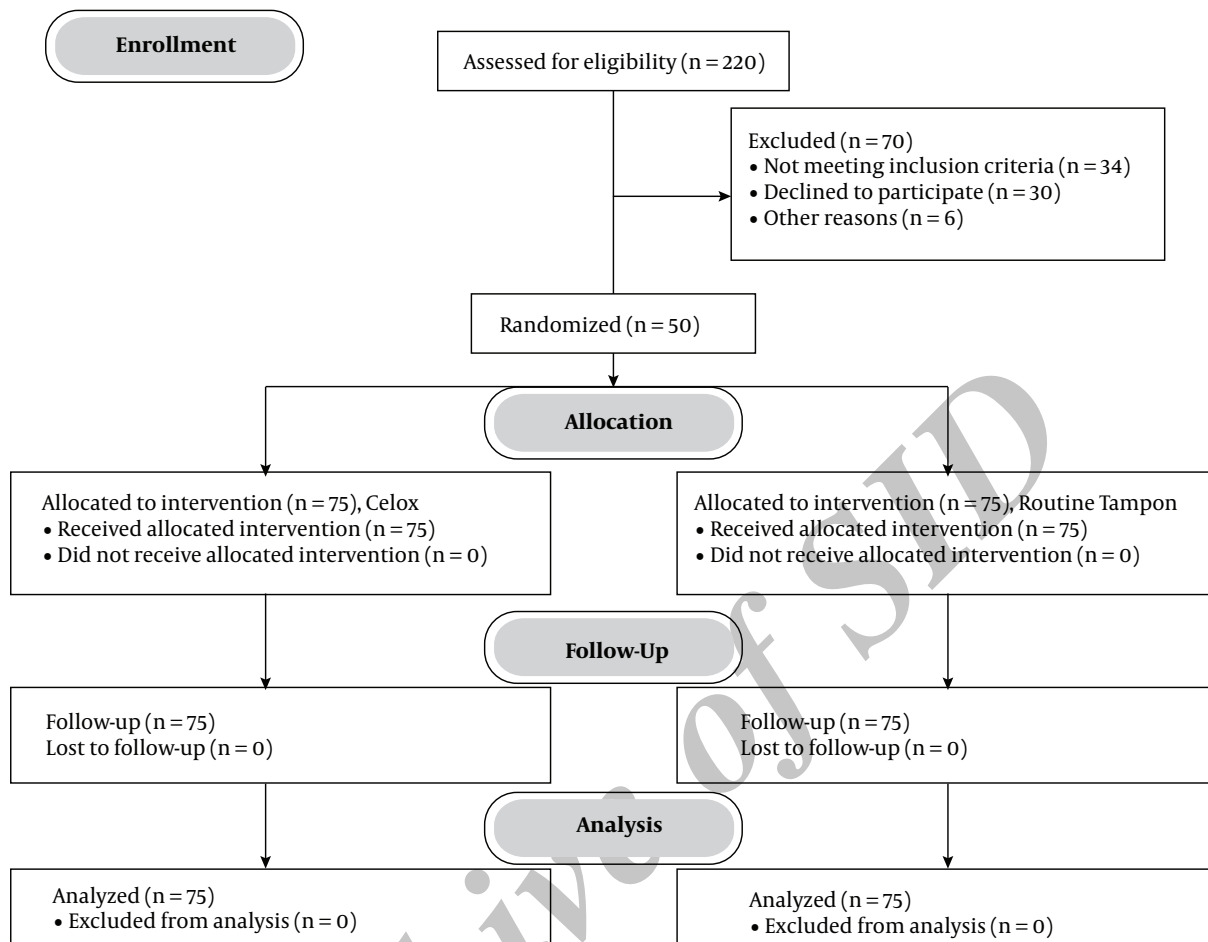 Enrollment
Assessed for eligibility (n = 220)
Excluded (n = 70)
• Not meeting inclusion criteria (n = 34)
• Declined to participate (n = 30)
• Other reasons (n = 6)
Randomized (n = 50)
Allocation
Allocated to intervention (n = 75), Celox
• Received allocated intervention (n = 75)
• Did not receive allocated intervention (n = 0)
Allocated to intervention (n = 75), Routine Tampon
• Received allocated intervention (n = 75)
• Did not receive allocated intervention (n = 0)
Follow-Up
Follow-up (n = 75)
Lost to follow-up (n = 0)
Follow-up (n = 75)
Lost to follow-up (n = 0)
Analysis
Analyzed (n = 75)
• Excluded from analysis (n = 0)
Analyzed (n = 75)
• Excluded from analysis (n = 0)
ive of SID